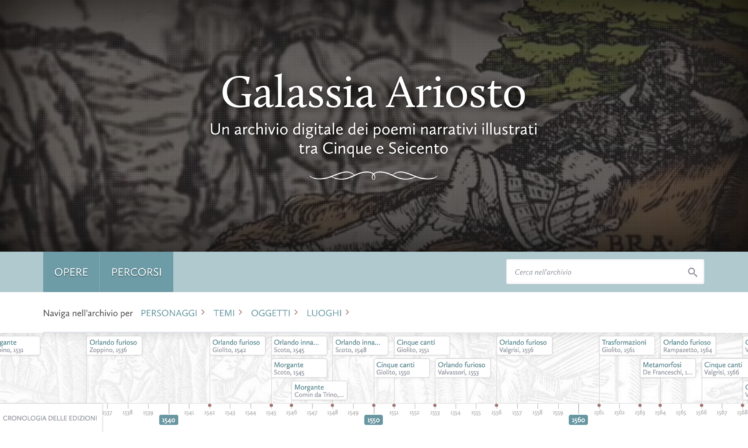 Galassia Ariosto
Un archivio digitale dei poemi narrativi illustrati
tra Cinque e Seicento
OPERE PERCORSI
Cerca nell'archivio
Naviga nell'archivio per PERSONAGGI TEMI OGGETTI LUOGHI
Orlando furioso
Zoppino, 1536
Orlando furioso
Giolito, 1542
Orlando inna...
Scoto, 1545
Orlando inna...
Scoto, 1548
Cinque canti
Giolito, 1552
Orlando furioso
Valgrisi, 1556
Trasformazioni
Giolito, 1561
Orlando furioso
Rampazetto, 1564
Morgante
Scoto, 1545
Cinque canti
Giolito, 1550
Orlando furioso
Valvassori, 1553
Metamorfosi
De Franceschi, 1...
Cinque canti
Valgrisi, 1566
Morgante
Comin da Trino,...
CRONOLOGIA DELLE EDIZIONI
1537 1538 1539 1540 1541 1542 1543 1544 1545 1546 1547 1548 1549 1550 1551 1552 1553 1554 1555 1556 1557 1558 1559 1560 1561 1562 1563 1564 1565 1566 1567 1568